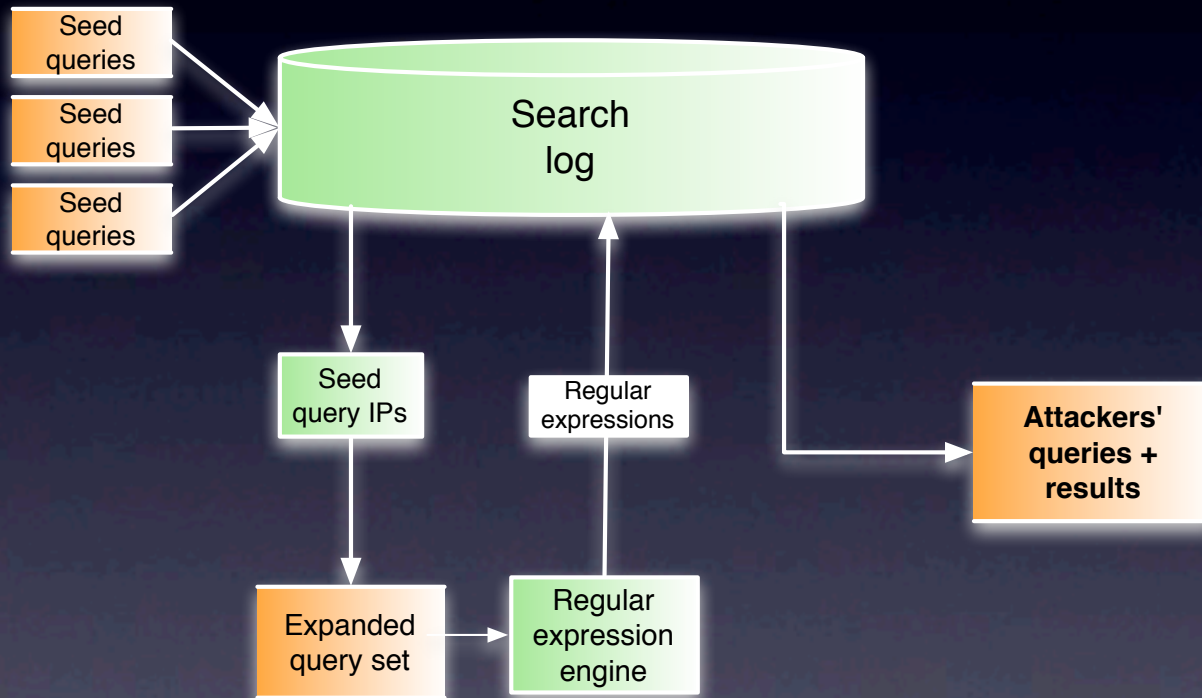 Seed
queries
Seed
queries
Seed
queries
Search
log
Seed
query IPs
Regular
expressions
Attackers'
queries +
results
Expanded
query set
Regular
expression
engine